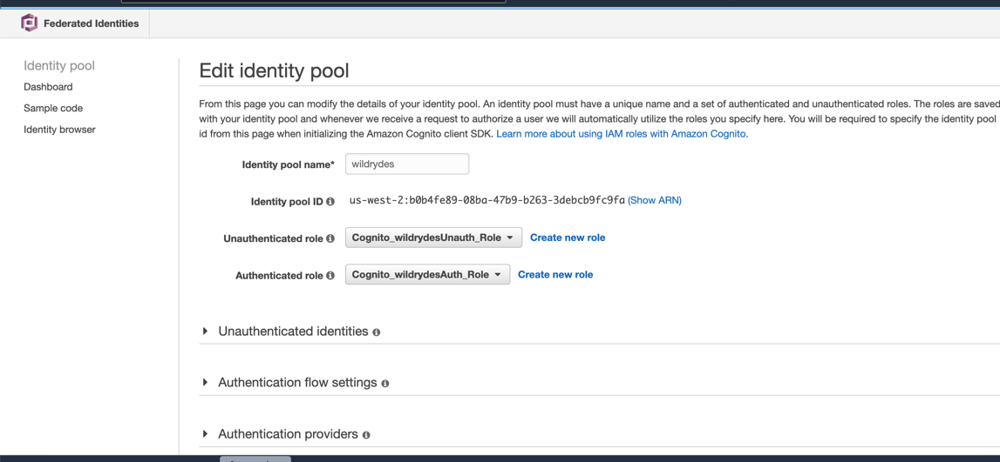 Federated Identities
Identity pool
Dashboard
Sample code
Identity browser
Edit identity pool
From this page you can modify the details of your identity pool. An identity pool must have a unique name and a set of authenticated and unauthenticated roles. The roles are saved
with your identity pool and whenever we receive a request to authorize a user we will automatically utilize the roles you specify here. You will be required to specify the identity pool
id from this page when initializing the Amazon Cognito client SDK. Learn more about using IAM roles with Amazon Cognito.
Identity pool name* wildrydes
Identity pool ID us-west-2:b0b4fe89-08ba-47b9-b263-3debcb9fc9fa (Show ARN)
Unauthenticated role Cognito_wildrydesUnauth_Role Create new role
Authenticated role Cognito_wildrydesAuth_Role Create new role
Unauthenticated identities
Authentication flow settings
Authentication providers